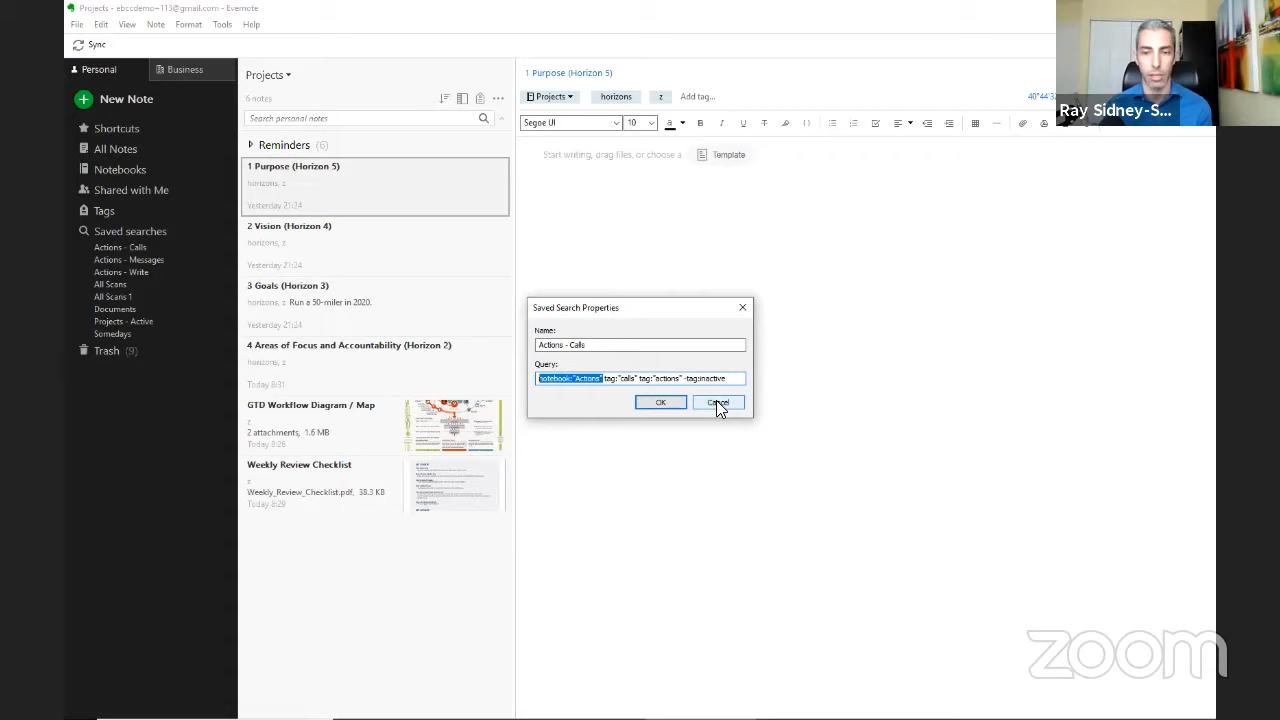 Projects - ebccdemo+113@gmail.com - Evernote
File Edit View Note Format Tools Help
Sync
Personal
Business
New Note
Shortcuts
All Notes
Notebooks
Shared with Me
Tags
Saved searches
Actions - Calls
Actions - Messages
Actions - Write
All Scans
All Scans 1
Documents
Projects - Active
Somedays
Trash (9)
Projects
6 notes
Search personal notes
Reminders (6)
1 Purpose (Horizon 5)
horizons, z
Yesterday 21:24
2 Vision (Horizon 4)
horizons, z
Yesterday 21:24
3 Goals (Horizon 3)
horizons, z Run a 50-miler in 2020.
Yesterday 21:24
4 Areas of Focus and Accountability (Horizon 2)
horizons, z
Today 8:31
GTD Workflow Diagram / Map
z
2 attachments, 1.6 MB
Today 8:26
Weekly Review Checklist
z
Weekly_Review_Checklist.pdf, 38.3 KB
Today 8:29
1 Purpose (Horizon 5)
Projects horizons z Add tag...
Segoe UI 10 a B I U T
Start writing, drag files, or choose a Template
Saved Search Properties
Name:
Actions - Calls
Query:
notebook:"Actions" tag:"calls" tag:"actions" -tag:inactive
OK Cancel
Ray Sidney-S...
zoom